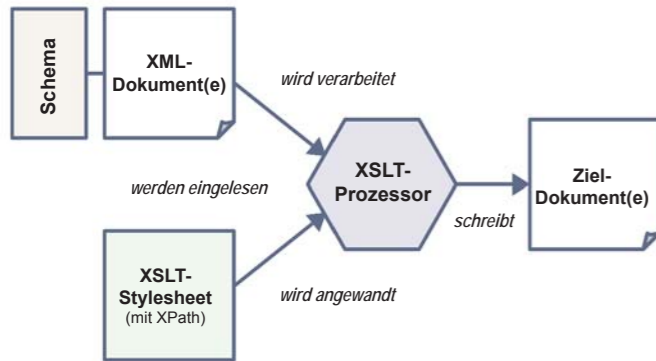 Schema
XML-
Dokument(e)
wird verarbeitet
werden eingelesen
XSLT-
Prozessor
schreibt
Ziel-
Dokument(e)
XSLT-
Stylesheet
(mit XPath)
wird angewandt